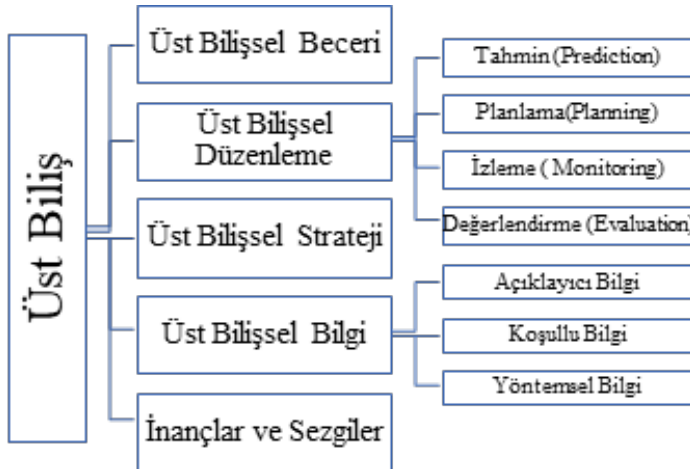 Üst Biliş
Üst Bilişsel Beceri
Üst Bilişsel
Düzenleme
Tahmin (Prediction)
Planlama(Planning)
İzleme ( Monitoring)
Değerlendirme (Evaluation)
Üst Bilişsel Strateji
Üst Bilişsel Bilgi
Açıklayıcı Bilgi
Koşullu Bilgi
Yöntemsel Bilgi
İnançlar ve Sezgiler